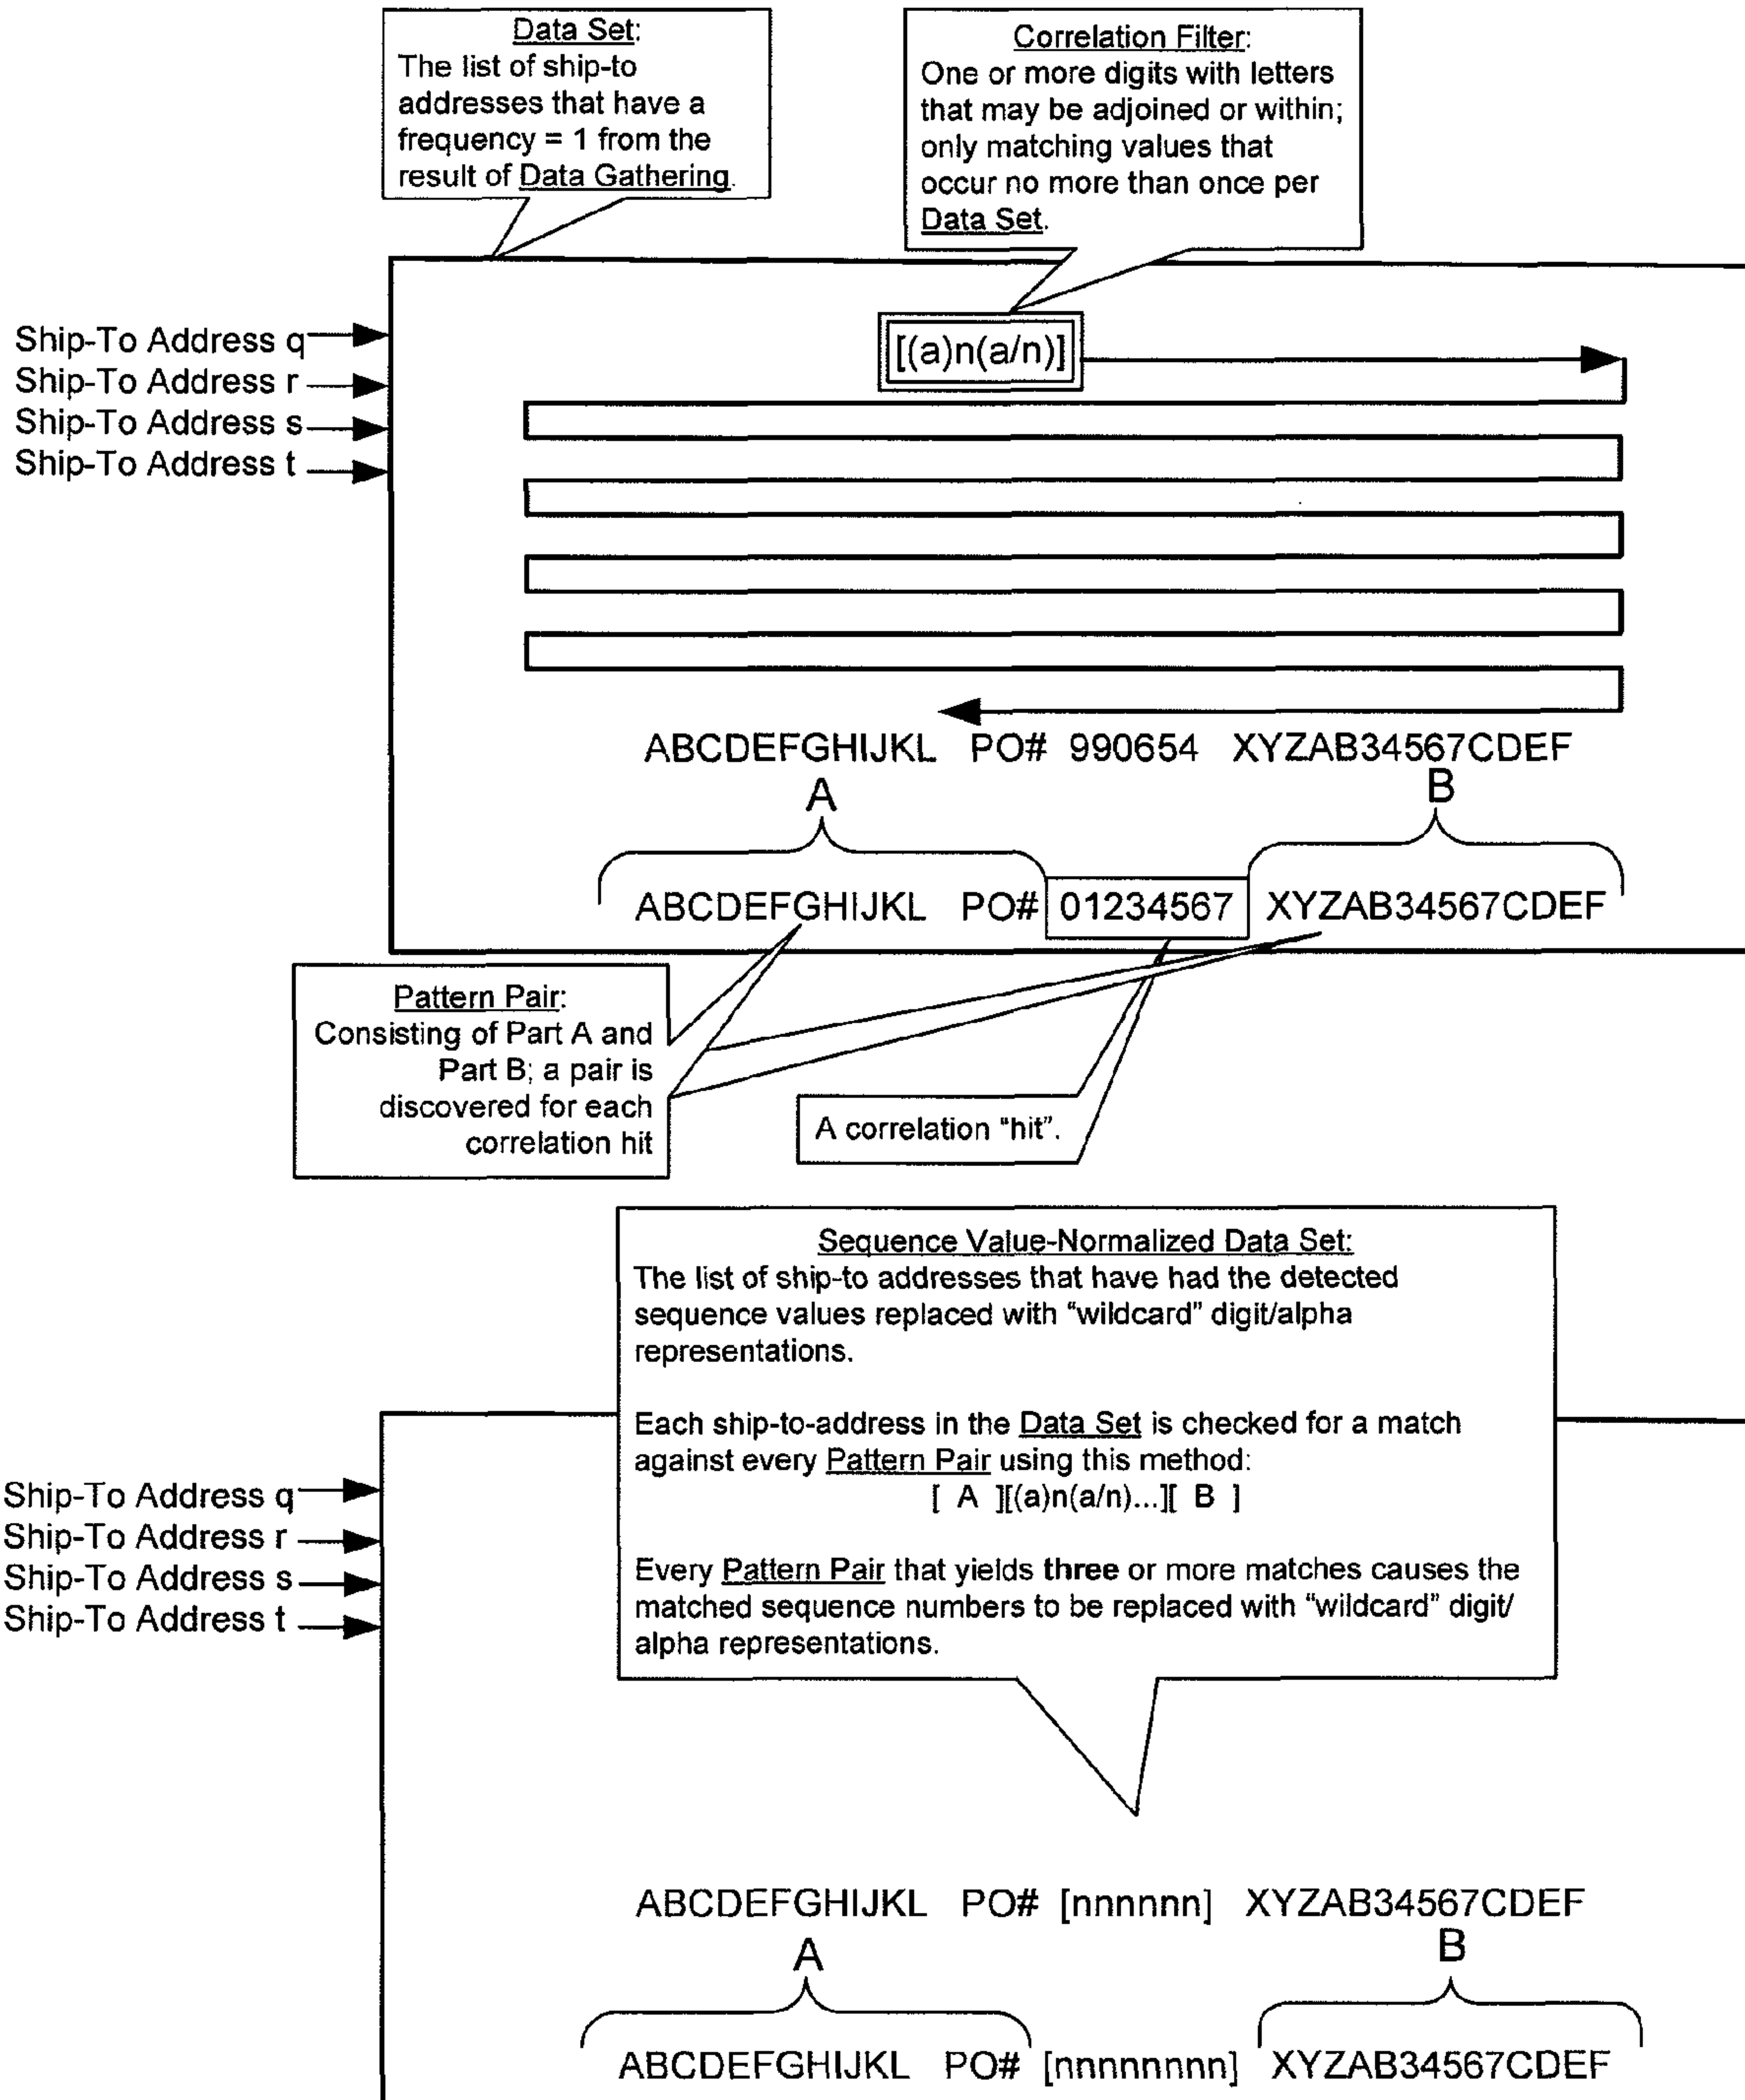 Data Set:
The list of ship-to
addresses that have a
frequency = 1 from the
result of Data Gathering.
Correlation Filter:
One or more digits with letters
that may be adjoined or within;
only matching values that
occur no more than once per
Data Set.
Ship-To Address q
Ship-To Address r
Ship-To Address s
Ship-To Address t
[(a)n(a/n)]
ABCDEFGHIJKL PO# 990654 XYZAB34567CDEF
A B
ABCDEFGHIJKL PO# 01234567 XYZAB34567CDEF
Pattern Pair:
Consisting of Part A and
Part B; a pair is
discovered for each
correlation hit
A correlation "hit".
Sequence Value-Normalized Data Set:
The list of ship-to addresses that have had the detected
sequence values replaced with "wildcard" digit/alpha
representations.
Each ship-to-address in the Data Set is checked for a match
against every Pattern Pair using this method:
[ A ][(a)n(a/n)...][ B ]
Every Pattern Pair that yields three or more matches causes the
matched sequence numbers to be replaced with "wildcard" digit/
alpha representations.
Ship-To Address q
Ship-To Address r
Ship-To Address s
Ship-To Address t
ABCDEFGHIJKL PO# [nnnnnn] XYZAB34567CDEF
A B
ABCDEFGHIJKL PO# [nnnnnnnn] XYZAB34567CDEF